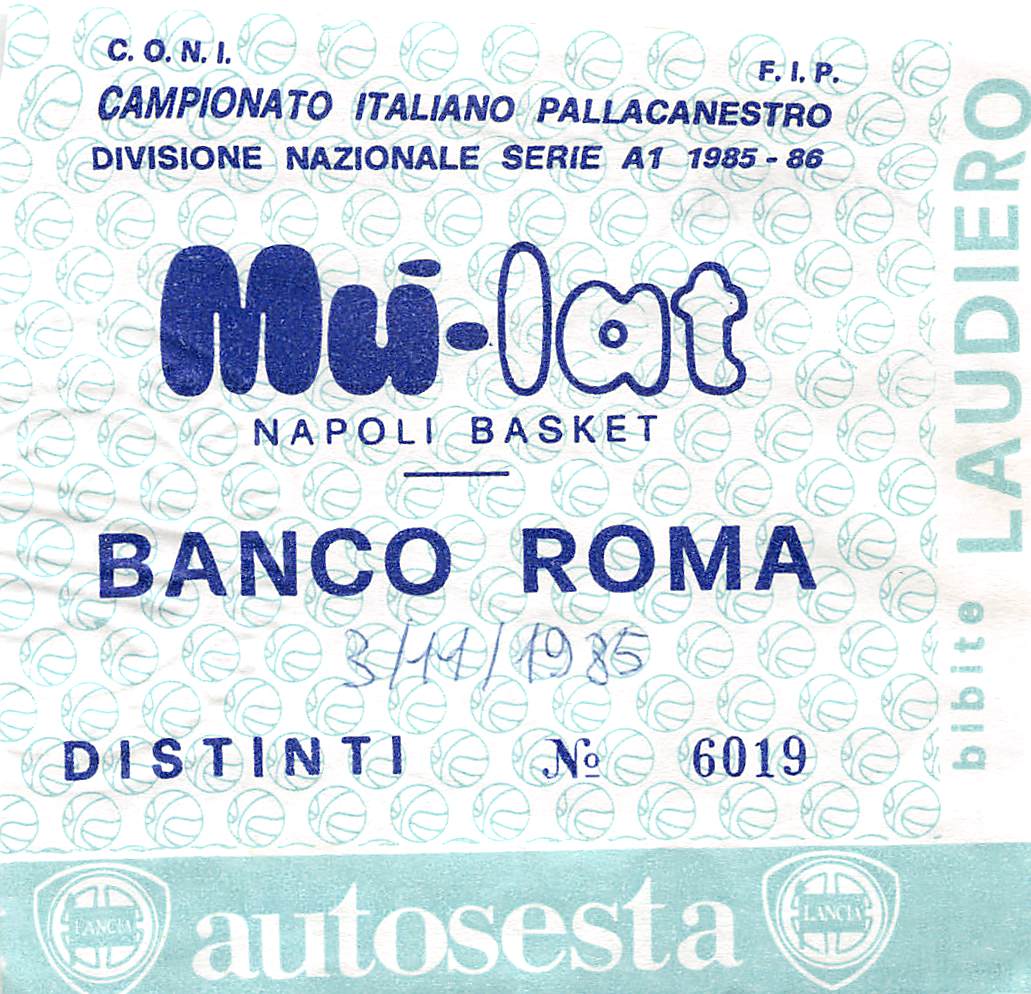 C. O. N. I.
F. I. P.
CAMPIONATO ITALIANO PALLACANESTRO
DIVISIONE NAZIONALE SERIE A1 1985 - 86
Mú-lat
NAPOLI BASKET
BANCO ROMA
3/11/1985
DISTINTI № 6019
bibite LAUDIERO
LANCIA autosesta LANCIA